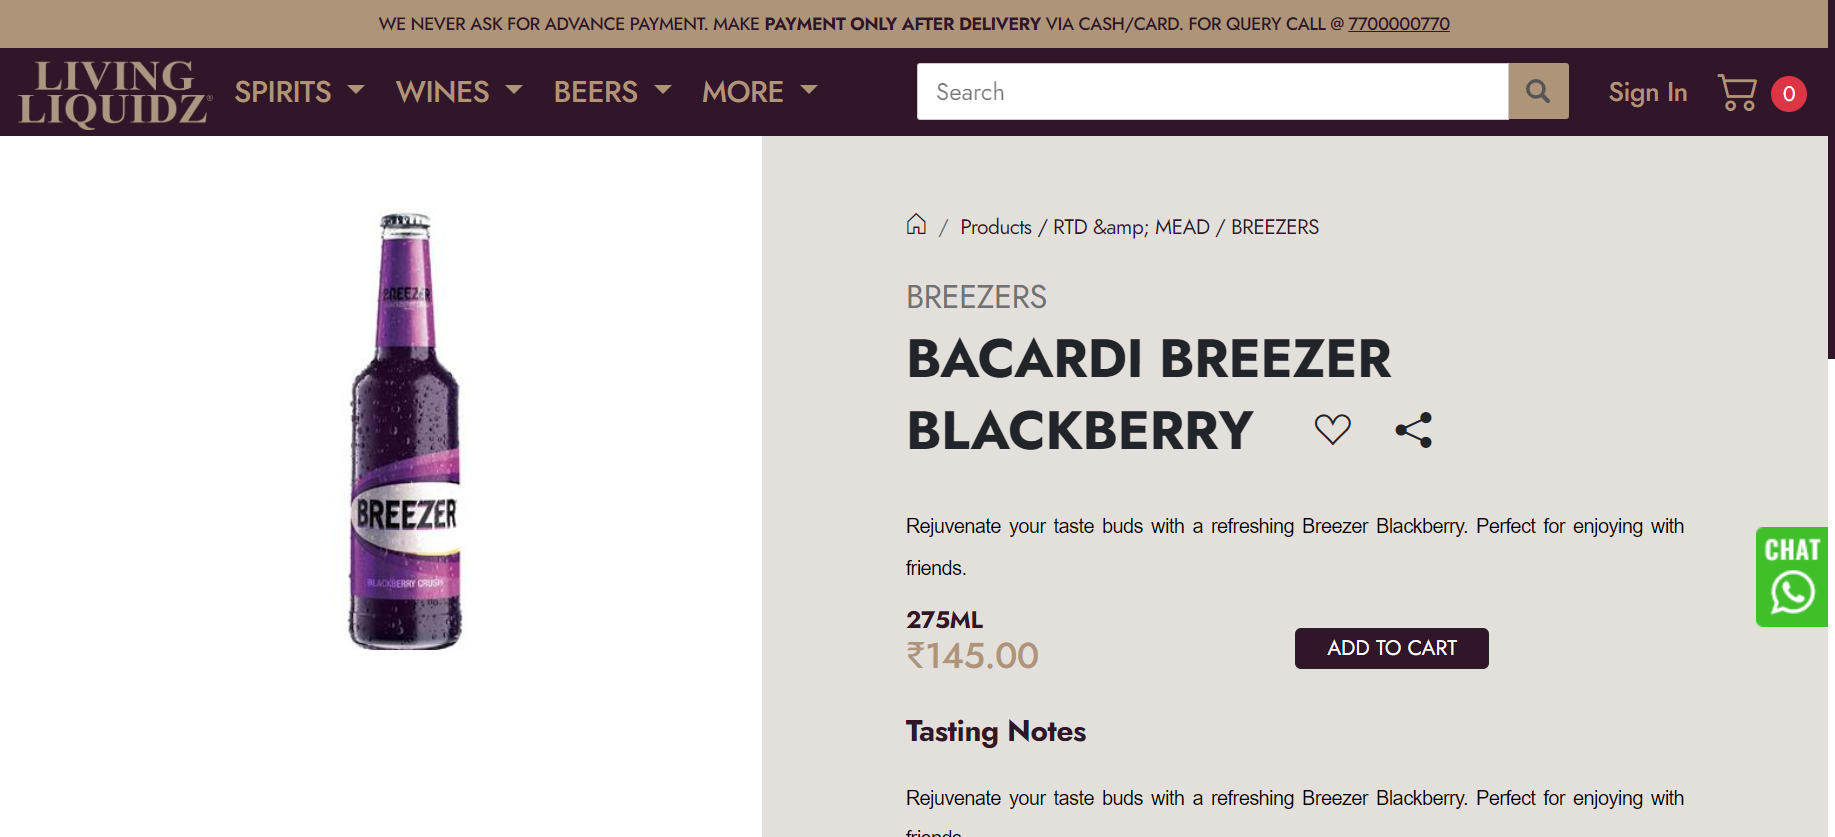 WE NEVER ASK FOR ADVANCE PAYMENT. MAKE PAYMENT ONLY AFTER DELIVERY VIA CASH/CARD. FOR QUERY CALL @ 7700000770
LIVING
LIQUIDZ®
SPIRITS WINES BEERS MORE Search Sign In 0
Products / RTD &amp; MEAD / BREEZERS
BREEZERS
BACARDI BREEZER
BLACKBERRY
BREEZER
BREEZER
BLACKBERRY CRUSH
Rejuvenate your taste buds with a refreshing Breezer Blackberry. Perfect for enjoying with
friends.
CHAT
275ML
₹145.00
ADD TO CART
Tasting Notes
Rejuvenate your taste buds with a refreshing Breezer Blackberry. Perfect for enjoying with
friends.